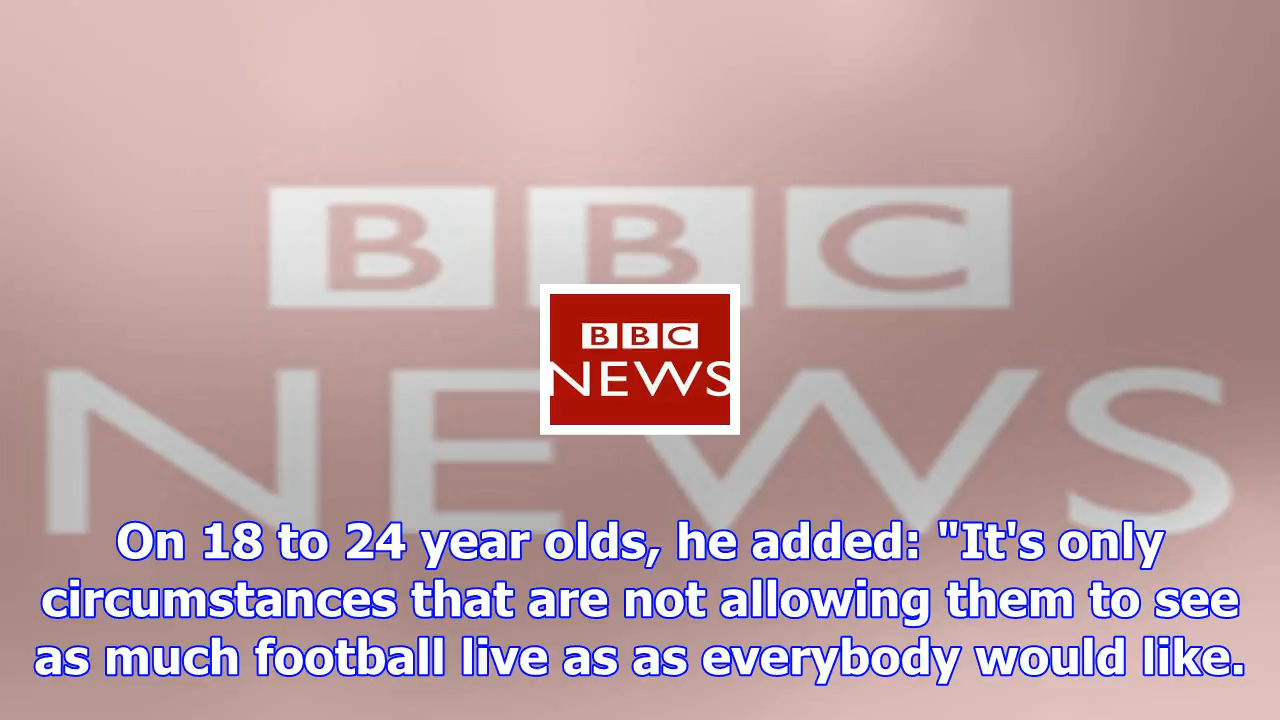 BBC
NEWS
BBC
NEWS
On 18 to 24 year olds, he added: "It's only
circumstances that are not allowing them to see
as much football live as as everybody would like.